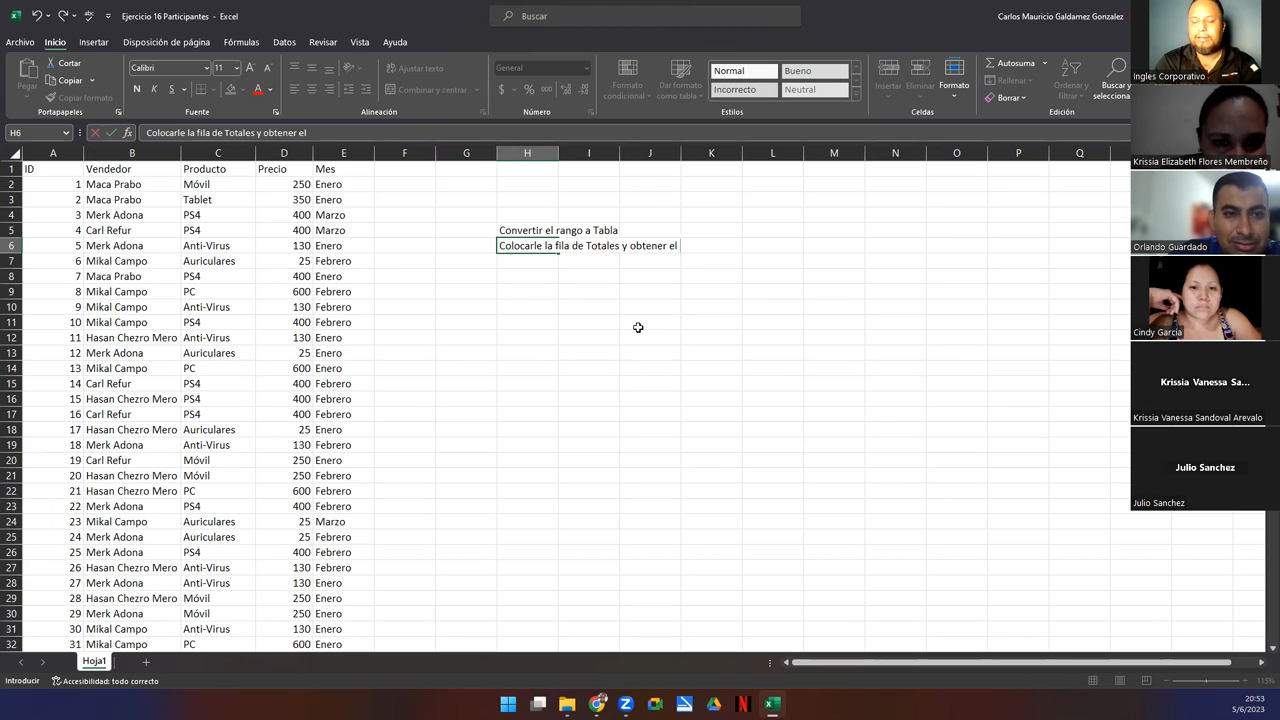 Ejercicio 16 Participantes - Excel
Buscar
Carlos Mauricio Galdamez Gonzalez
Archivo Inicio Insertar Disposición de página Fórmulas Datos Revisar Vista Ayuda
Pegar
Cortar
Copiar
Copiar formato
Portapapeles
Calibri 11
N K S
Fuente
Ajustar texto
Combinar y centrar
Alineación
General
Número
Formato condicional
Dar formato como tabla
Normal Bueno
Incorrecto Neutral
Estilos
Insertar Eliminar Formato
Celdas
Autosuma
Rellenar
Borrar
Ordenar y filtrar
Buscar y selecciona
Edición
H6 Colocarle la fila de Totales y obtener el
A B C D E F G H I J K L M N O P Q
1 ID Vendedor Producto Precio Mes
2 1 Maca Prabo Móvil 250 Enero
3 2 Maca Prabo Tablet 350 Enero
4 3 Merk Adona PS4 400 Marzo
5 4 Carl Refur PS4 400 Marzo Convertir el rango a Tabla
6 5 Merk Adona Anti-Virus 130 Enero Colocarle la fila de Totales y obtener el
7 6 Mikal Campo Auriculares 25 Febrero
8 7 Maca Prabo PS4 400 Enero
9 8 Mikal Campo PC 600 Febrero
10 9 Mikal Campo Anti-Virus 130 Febrero
11 10 Mikal Campo PS4 400 Febrero
12 11 Hasan Chezro Mero Anti-Virus 130 Enero
13 12 Merk Adona Auriculares 25 Enero
14 13 Mikal Campo PC 600 Enero
15 14 Carl Refur PS4 400 Febrero
16 15 Hasan Chezro Mero PS4 400 Febrero
17 16 Carl Refur PS4 400 Febrero
18 17 Hasan Chezro Mero Auriculares 25 Enero
19 18 Merk Adona Anti-Virus 130 Febrero
20 19 Carl Refur Móvil 250 Enero
21 20 Hasan Chezro Mero Móvil 250 Febrero
22 21 Hasan Chezro Mero PC 600 Enero
23 22 Merk Adona PS4 400 Febrero
24 23 Mikal Campo Auriculares 25 Marzo
25 24 Merk Adona Auriculares 25 Febrero
26 25 Merk Adona PS4 400 Febrero
27 26 Hasan Chezro Mero Anti-Virus 130 Febrero
28 27 Merk Adona Anti-Virus 130 Enero
29 28 Hasan Chezro Mero Móvil 250 Enero
30 29 Merk Adona Móvil 250 Enero
31 30 Mikal Campo Anti-Virus 130 Enero
32 31 Mikal Campo PC 600 Enero
Hoja1
Introducir Accesibilidad: todo correcto 115%
20:53
5/6/2023
Ingles Corporativo
Krissia Elizabeth Flores Membreño
Orlando Guardado
Cindy García
Krissia Vanessa Sa...
Krissia Vanessa Sandoval Arevalo
Julio Sanchez
Julio Sanchez